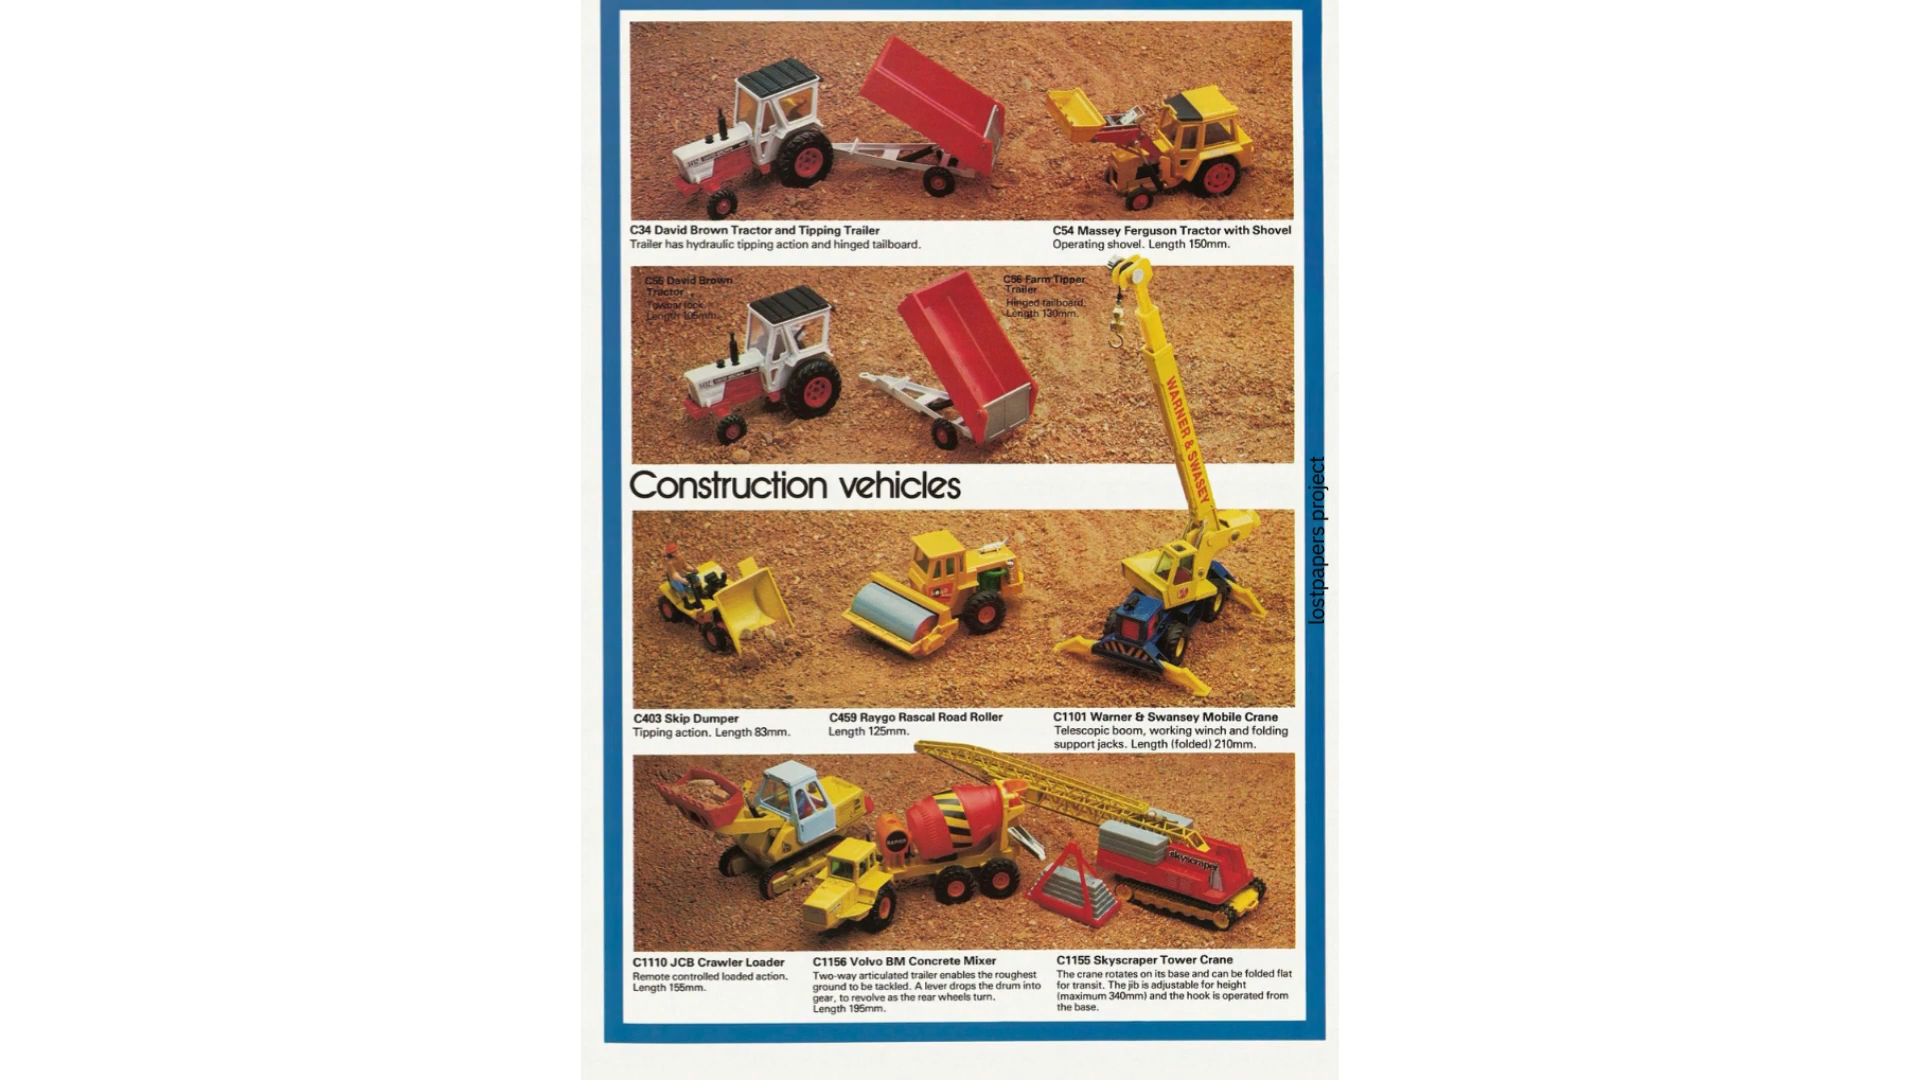 C34 David Brown Tractor and Tipping Trailer
Trailer has hydraulic tipping action and hinged tailboard.
C54 Massey Ferguson Tractor with Shovel
Operating shovel. Length 150mm.
C55 David Brown
Tractor
Length
C56 Farm Tipper
Trailer
Hinged tailboard.
Length 130mm.
WARNER & SWASEY
Construction vehicles
C403 Skip Dumper
Tipping action. Length 83mm.
C459 Raygo Rascal Road Roller
Length 125mm.
C1101 Warner & Swansey Mobile Crane
Telescopic boom, working winch and folding
support jacks. Length (folded) 210mm.
skyscraper
C1110 JCB Crawler Loader
Remote controlled loaded action.
Length 155mm.
C1156 Volvo BM Concrete Mixer
Two-way articulated trailer enables the roughest
ground to be tackled. A lever drops the drum into
gear, to revolve as the rear wheels turn.
Length 195mm.
C1155 Skyscraper Tower Crane
The crane rotates on its base and can be folded flat
for transit. The jib is adjustable for height
(maximum 340mm) and the hook is operated from
the base.
lostpapers project